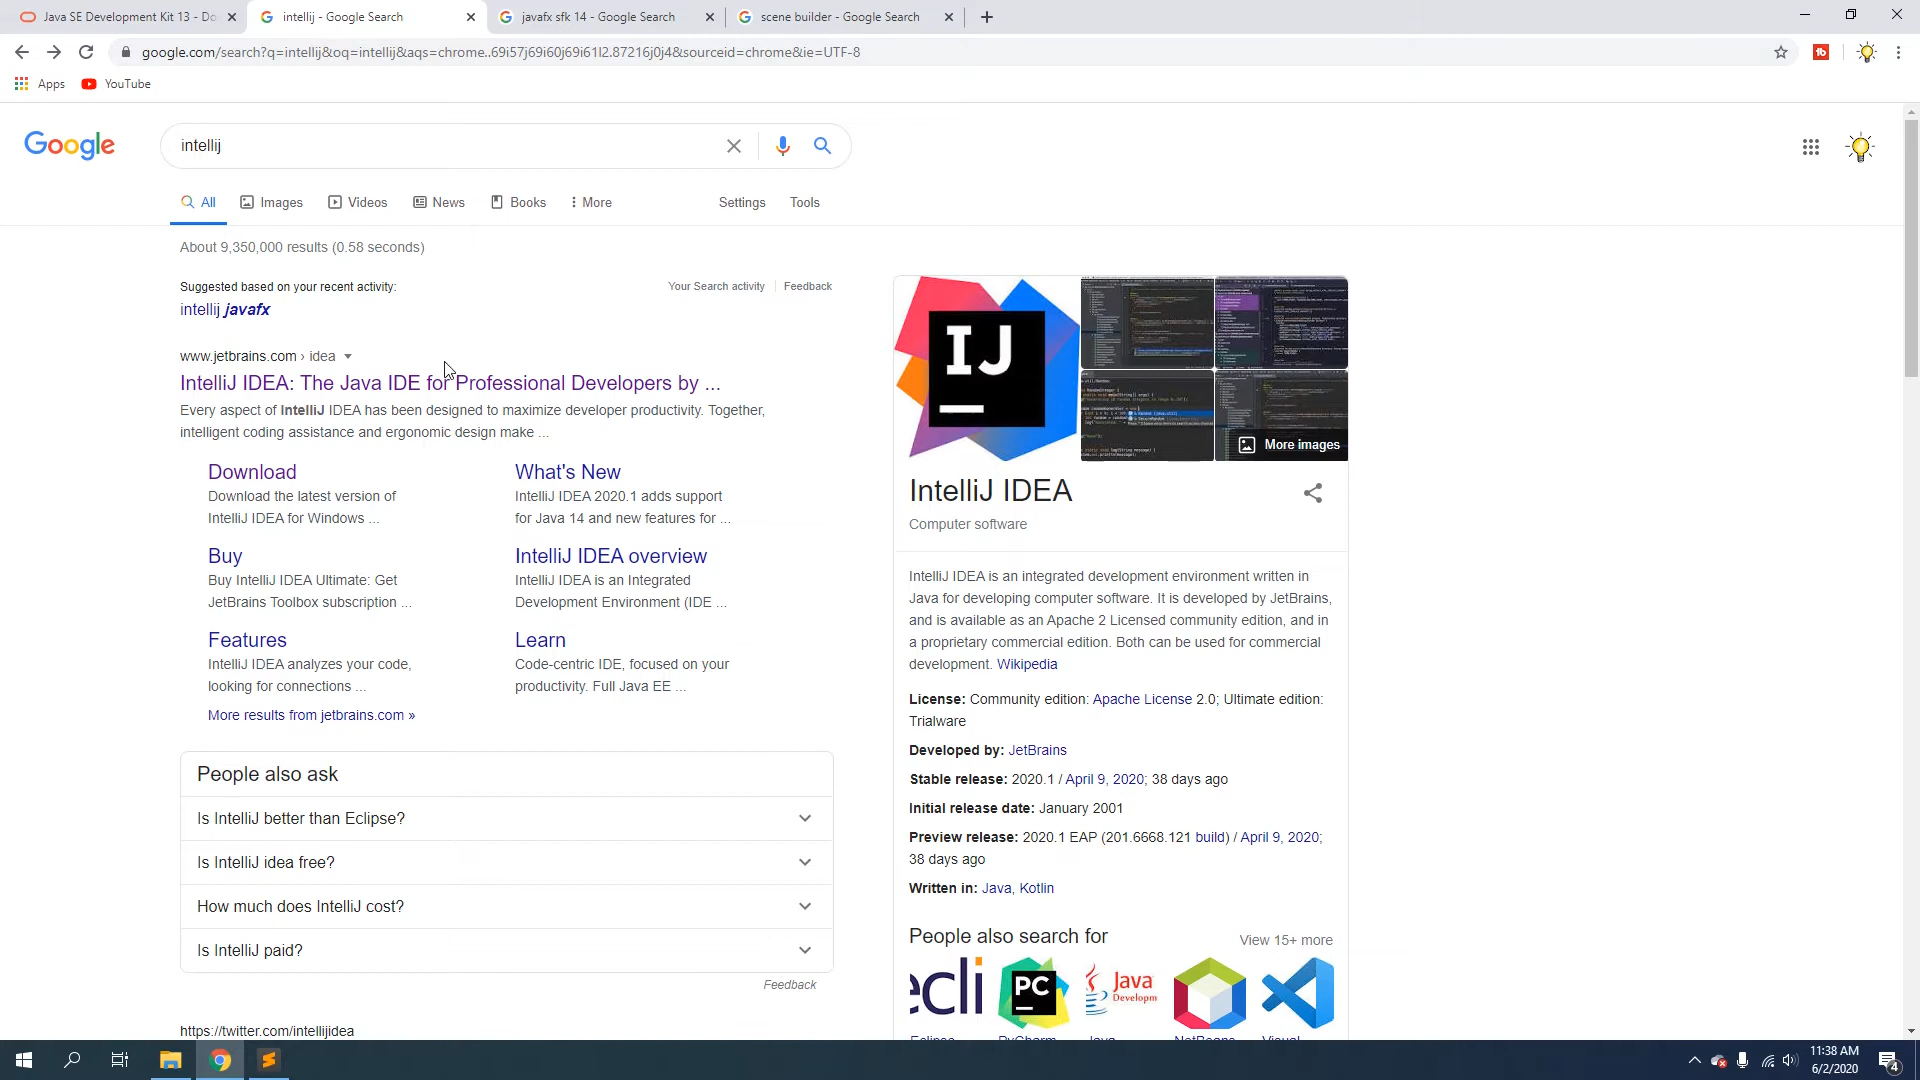 Java SE Development Kit 13 - Do
intellij - Google Search
javafx sfk 14 - Google Search
scene builder - Google Search
google.com/search?q=intellij&oq=intellij&aqs=chrome..69i57j69i60j69i61l2.87216j0j4&sourceid=chrome&ie=UTF-8
Apps
YouTube
Google
intellij
All
Images
Videos
News
Books
More
Settings
Tools
About 9,350,000 results (0.58 seconds)
Suggested based on your recent activity:
Your Search activity
Feedback
intellij javafx
www.jetbrains.com › idea
IntelliJ IDEA: The Java IDE for Professional Developers by ...
Every aspect of IntelliJ IDEA has been designed to maximize developer productivity. Together,
intelligent coding assistance and ergonomic design make ...
Download
Download the latest version of
IntelliJ IDEA for Windows ...
What's New
IntelliJ IDEA 2020.1 adds support
for Java 14 and new features for ...
Buy
Buy IntelliJ IDEA Ultimate: Get
JetBrains Toolbox subscription ...
IntelliJ IDEA overview
IntelliJ IDEA is an Integrated
Development Environment (IDE ...
Features
IntelliJ IDEA analyzes your code,
looking for connections ...
Learn
Code-centric IDE, focused on your
productivity. Full Java EE ...
More results from jetbrains.com »
People also ask
Is IntelliJ better than Eclipse?
Is IntelliJ idea free?
How much does IntelliJ cost?
Is IntelliJ paid?
Feedback
https://twitter.com/intellijidea
IJ
More images
IntelliJ IDEA
Computer software
IntelliJ IDEA is an integrated development environment written in
Java for developing computer software. It is developed by JetBrains,
and is available as an Apache 2 Licensed community edition, and in
a proprietary commercial edition. Both can be used for commercial
development. Wikipedia
License: Community edition: Apache License 2.0; Ultimate edition:
Trialware
Developed by: JetBrains
Stable release: 2020.1 / April 9, 2020; 38 days ago
Initial release date: January 2001
Preview release: 2020.1 EAP (201.6668.121 build) / April 9, 2020;
38 days ago
Written in: Java, Kotlin
People also search for
View 15+ more
ecli
PC
Java
Developm
Eclipse
PyCharm
Java
NetBeans
Visual
11:38 AM
6/2/2020
4